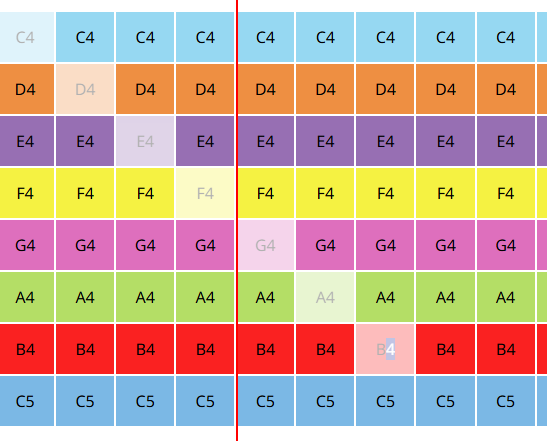 C4 C4 C4 C4 C4 C4 C4 C4 C4
D4 D4 D4 D4 D4 D4 D4 D4 D4
E4 E4 E4 E4 E4 E4 E4 E4 E4
F4 F4 F4 F4 F4 F4 F4 F4 F4
G4 G4 G4 G4 G4 G4 G4 G4 G4
A4 A4 A4 A4 A4 A4 A4 A4 A4
B4 B4 B4 B4 B4 B4 B4 B4 B4
C5 C5 C5 C5 C5 C5 C5 C5 C5